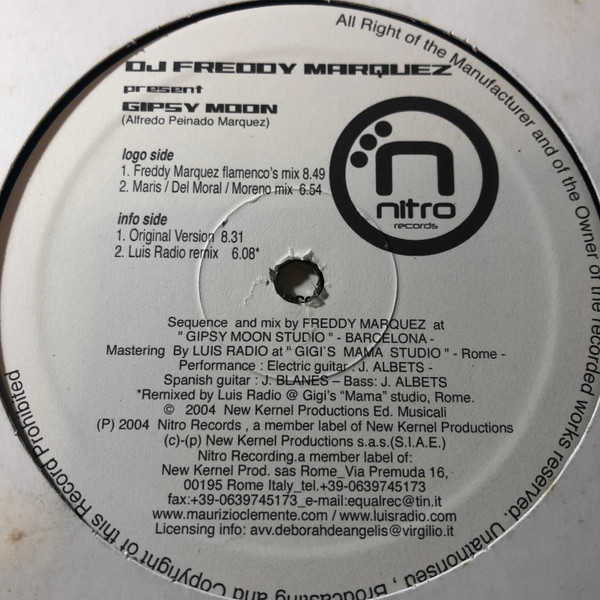 DJ FREDDY MARQUEZ
present
GIPSY MOON
(Alfredo Peinado Marquez)
logo side
1. Freddy Marquez flamenco's mix 8.49
2. Maris / Del Moral / Moreno mix 6.54
info side
1. Original Version 8.31
2. Luis Radio remix 6.08*
n
nitro
records
Sequence and mix by FREDDY MARQUEZ at
" GIPSY MOON STUDIO " - BARCELONA -
Mastering By LUIS RADIO at " GIGI'S MAMA STUDIO " - Rome -
Performance : Electric guitar : J. ALBETS -
Spanish guitar : J. BLANES – Bass: J. ALBETS
*Remixed by Luis Radio @ Gigi's "Mama" studio, Rome.
© 2004 New Kernel Productions Ed. Musicali
(P) 2004 Nitro Records , a member label of New Kernel Productions
(c)-(p) New Kernel Productions s.a.s.(S.I.A.E.)
Nitro Recording.a member label of:
New Kernel Prod. sas Rome_Via Premuda 16,
00195 Rome Italy_tel.+39-0639745173
fax:+39-0639745173_e-mail:equalrec@tin.it
www.maurizioclemente.com / www.luisradio.com
Licensing info: avv.deborahdeangelis@virgilio.it
All Right of the Manufacturer and of the Owner of the recorded works reserved. Unathorised , Brocasting and Copyright of this Record Prohibited